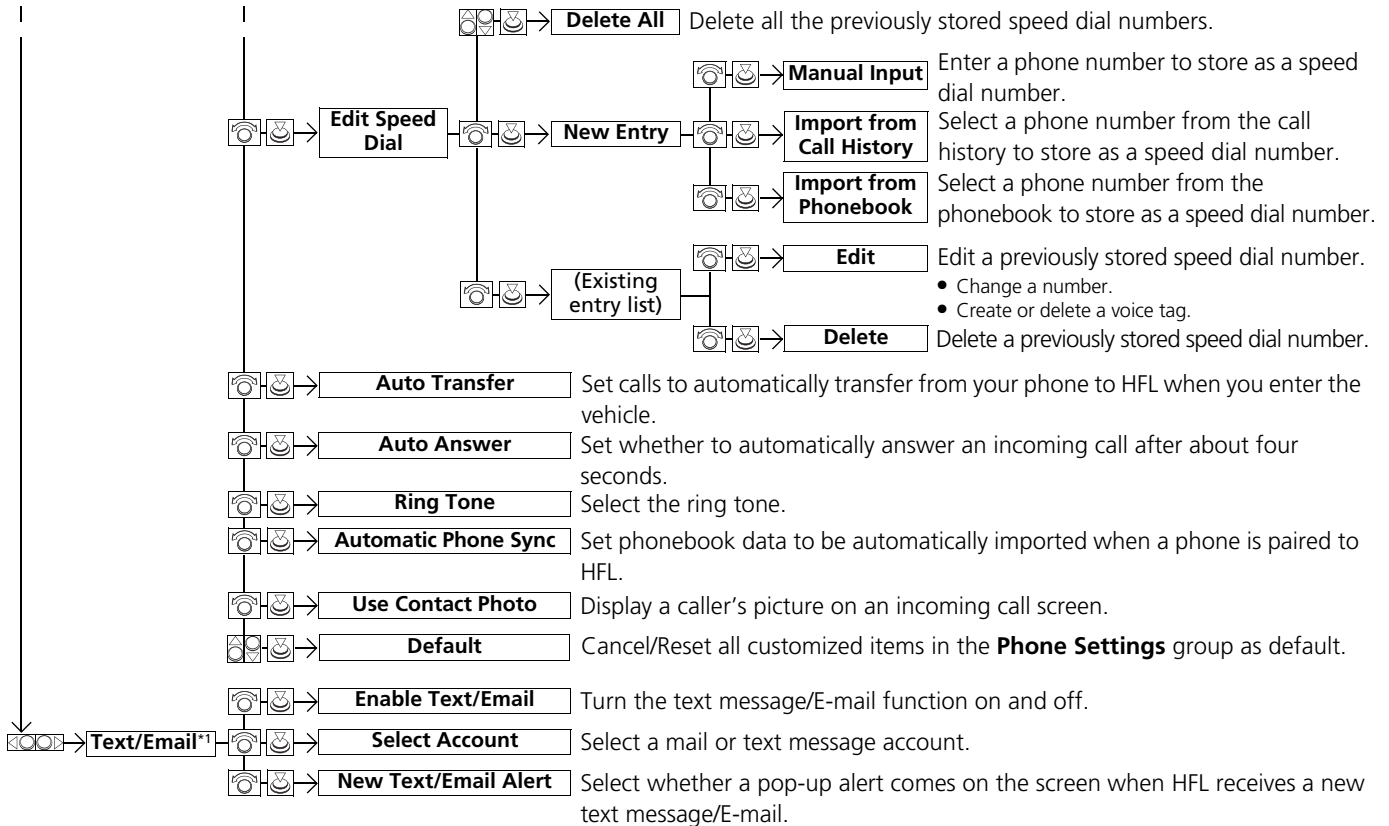 Delete All Delete all the previously stored speed dial numbers.
Edit Speed
Dial
New Entry
Manual Input Enter a phone number to store as a speed
dial number.
Import from Select a phone number from the call
Call History history to store as a speed dial number.
Import from Select a phone number from the
Phonebook phonebook to store as a speed dial number.
(Existing
entry list)
Edit Edit a previously stored speed dial number.
• Change a number.
• Create or delete a voice tag.
Delete Delete a previously stored speed dial number.
Auto Transfer Set calls to automatically transfer from your phone to HFL when you enter the
vehicle.
Auto Answer Set whether to automatically answer an incoming call after about four
seconds.
Ring Tone Select the ring tone.
Automatic Phone Sync Set phonebook data to be automatically imported when a phone is paired to
HFL.
Use Contact Photo Display a caller's picture on an incoming call screen.
Default Cancel/Reset all customized items in the Phone Settings group as default.
Text/Email*1
Enable Text/Email Turn the text message/E-mail function on and off.
Select Account Select a mail or text message account.
New Text/Email Alert Select whether a pop-up alert comes on the screen when HFL receives a new
text message/E-mail.